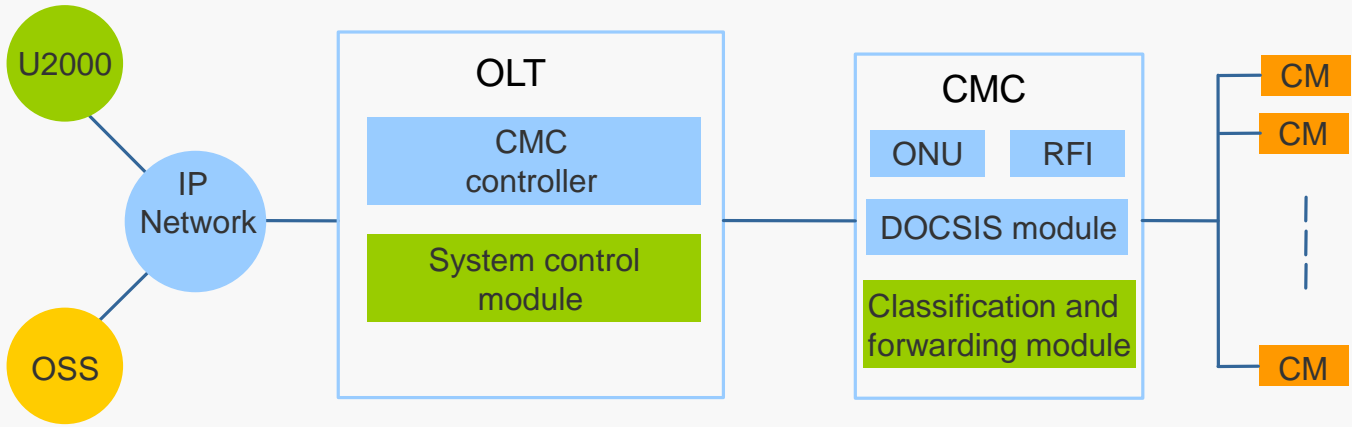 U2000
IP
Network
OSS
OLT
CMC
controller
System control
module
CMC
ONU
RFI
DOCSIS module
Classification and
forwarding module
CM
CM
CM